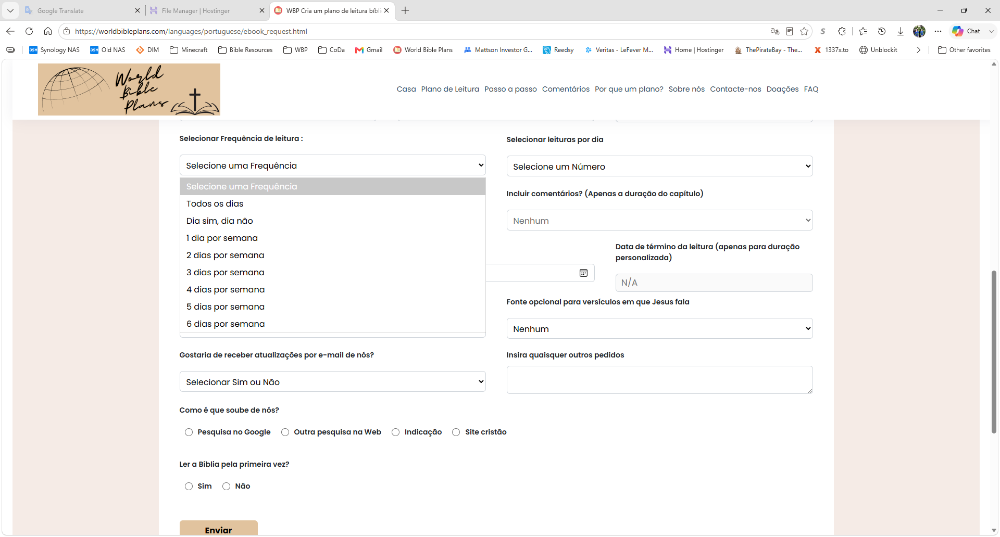 Google Translate
File Manager | Hostinger
WBP Cria um plano de leitura bíbli
https://worldbibleplans.com/languages/portuguese/ebook_request.html
Chat
Synology NAS
Old NAS
DIM
Minecraft
Bible Resources
WBP
CoDa
Gmail
World Bible Plans
Mattson Investor G...
Reedsy
Veritas - LeFever M...
Home | Hostinger
ThePirateBay - The...
1337x.to
Unblockit
Other favorites
World
Bible
Plans
Casa
Plano de Leitura
Passo a passo
Comentários
Por que um plano?
Sobre nós
Contacte-nos
Doações
FAQ
Selecionar Frequência de leitura :
Selecione uma Frequência
Selecione uma Frequência
Todos os dias
Dia sim, dia não
1 dia por semana
2 dias por semana
3 dias por semana
4 dias por semana
5 dias por semana
6 dias por semana
Selecionar leituras por dia
Selecione um Número
Incluir comentários? (Apenas a duração do capítulo)
Nenhum
Data de término da leitura (apenas para duração
personalizada)
N/A
Fonte opcional para versículos em que Jesus fala
Nenhum
Gostaria de receber atualizações por e-mail de nós?
Selecionar Sim ou Não
Insira quaisquer outros pedidos
Como é que soube de nós?
Pesquisa no Google
Outra pesquisa na Web
Indicação
Site cristão
Ler a Bíblia pela primeira vez?
Sim
Não
Enviar